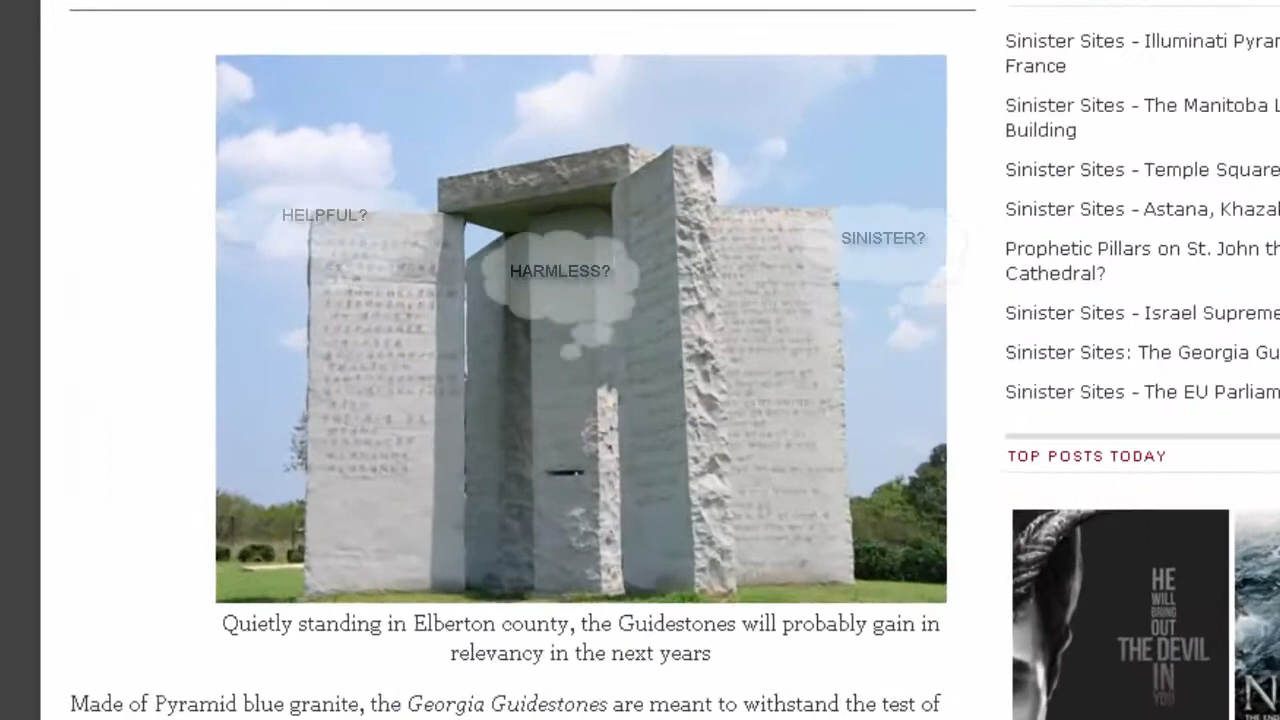 HELPFUL?
HARMLESS?
SINISTER?
Quietly standing in Elberton county, the Guidestones will probably gain in
relevancy in the next years
Made of Pyramid blue granite, the Georgia Guidestones are meant to withstand the test of
Sinister Sites - Illuminati Pyra
France
Sinister Sites - The Manitoba L
Building
Sinister Sites - Temple Square
Sinister Sites - Astana, Khazak
Prophetic Pillars on St. John th
Cathedral?
Sinister Sites - Israel Supreme
Sinister Sites: The Georgia Gu
Sinister Sites - The EU Parliam
TOP POSTS TODAY
HE
WILL
BRING
OUT
THE DEVIL
IN
YOU
N